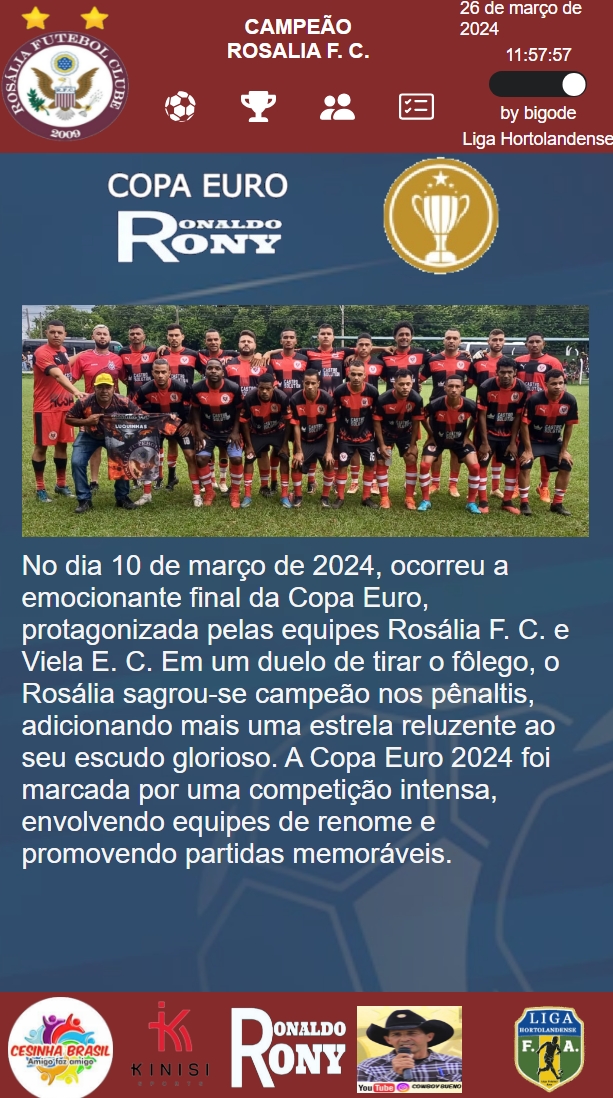 CAMPEÃO
ROSALIA F. C.
26 de março de
2024
11:57:57
by bigode
Liga Hortolandense
ROSÁLIA FUTEBOL CLUBE
2009
COPA EURO
RONALDO
RONY
LUQUINHAS
No dia 10 de março de 2024, ocorreu a
emocionante final da Copa Euro,
protagonizada pelas equipes Rosália F. C. e
Viela E. C. Em um duelo de tirar o fôlego, o
Rosália sagrou-se campeão nos pênaltis,
adicionando mais uma estrela reluzente ao
seu escudo glorioso. A Copa Euro 2024 foi
marcada por uma competição intensa,
envolvendo equipes de renome e
promovendo partidas memoráveis.
CESINHA BRASIL
Amigo faz amigo
KINISI
SPORTS
RONALDO
RONY
YouTube COWBOY BUENO
LIGA
HORTOLANDENSE
F. A.